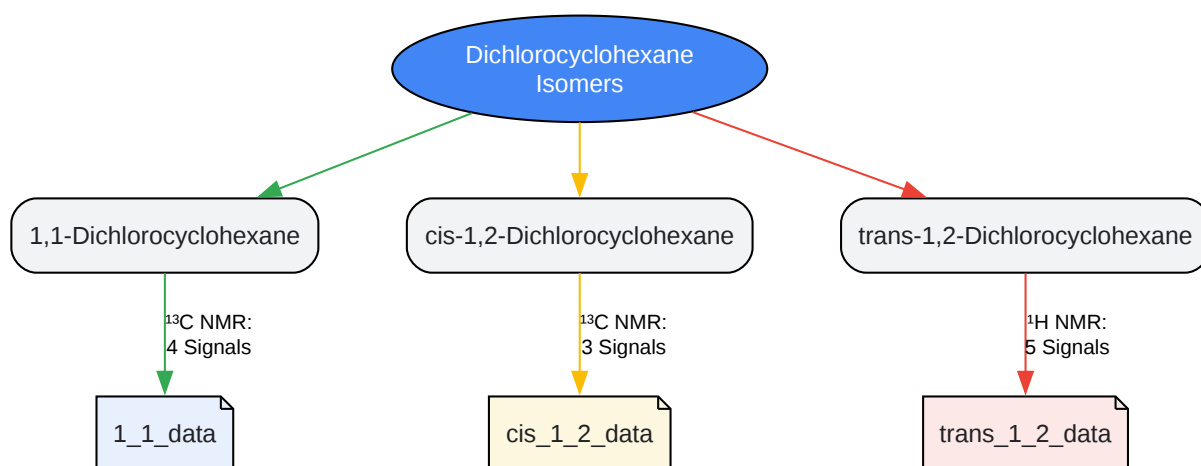 Dichlorocyclohexane
Isomers
1,1-Dichlorocyclohexane
cis-1,2-Dichlorocyclohexane
trans-1,2-Dichlorocyclohexane
¹³C NMR:
4 Signals
¹³C NMR:
3 Signals
¹H NMR:
5 Signals
1_1_data
cis_1_2_data
trans_1_2_data